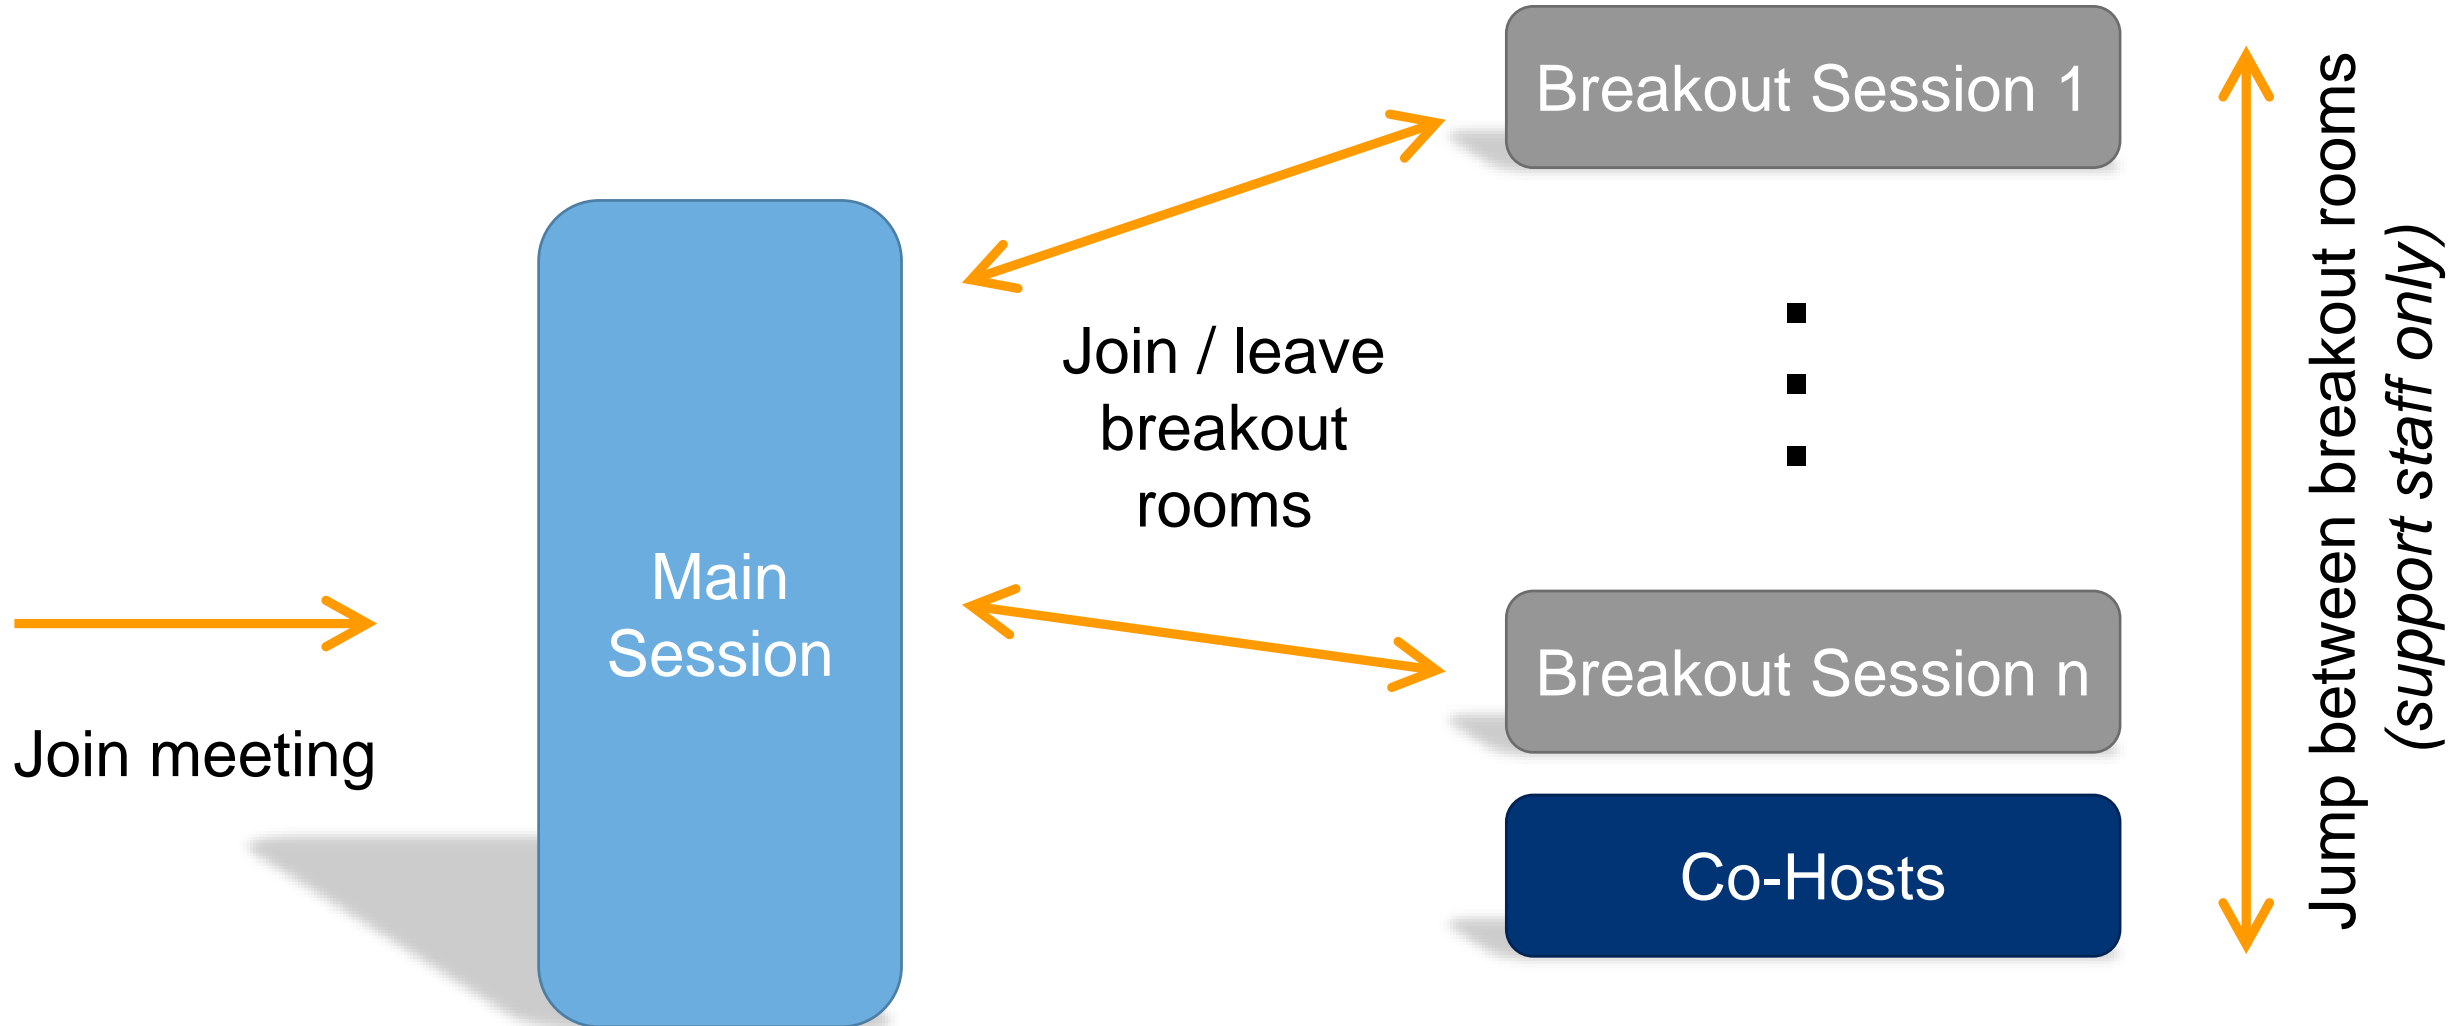 Join meeting
Main
Session
Join / leave
breakout
rooms
Breakout Session 1
Breakout Session n
Co-Hosts
Jump between breakout rooms
(support staff only)